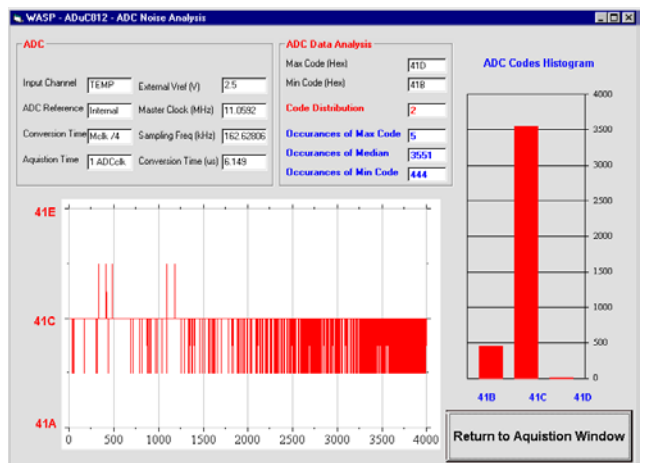 WASP - ADuC812 - ADC Noise Analysis
ADC
Input Channel TEMP External Vref (V) 2.5
ADC Reference Internal Master Clock (MHz) 11.0592
Conversion Time Mclk /4 Sampling Freq (kHz) 162.62806
Aquistion Time 1 ADCclk Conversion Time (us) 6.149
ADC Data Analysis
Max Code (Hex) 41D
Min Code (Hex) 41B
Code Distribution 2
Occurances of Max Code 5
Occurances of Median 3551
Occurances of Min Code 444
ADC Codes Histogram
4000
3500
3000
2500
2000
1500
1000
500
0
41B 41C 41D
41E
41C
41A
0 500 1000 1500 2000 2500 3000 3500 4000
Return to Aquistion Window